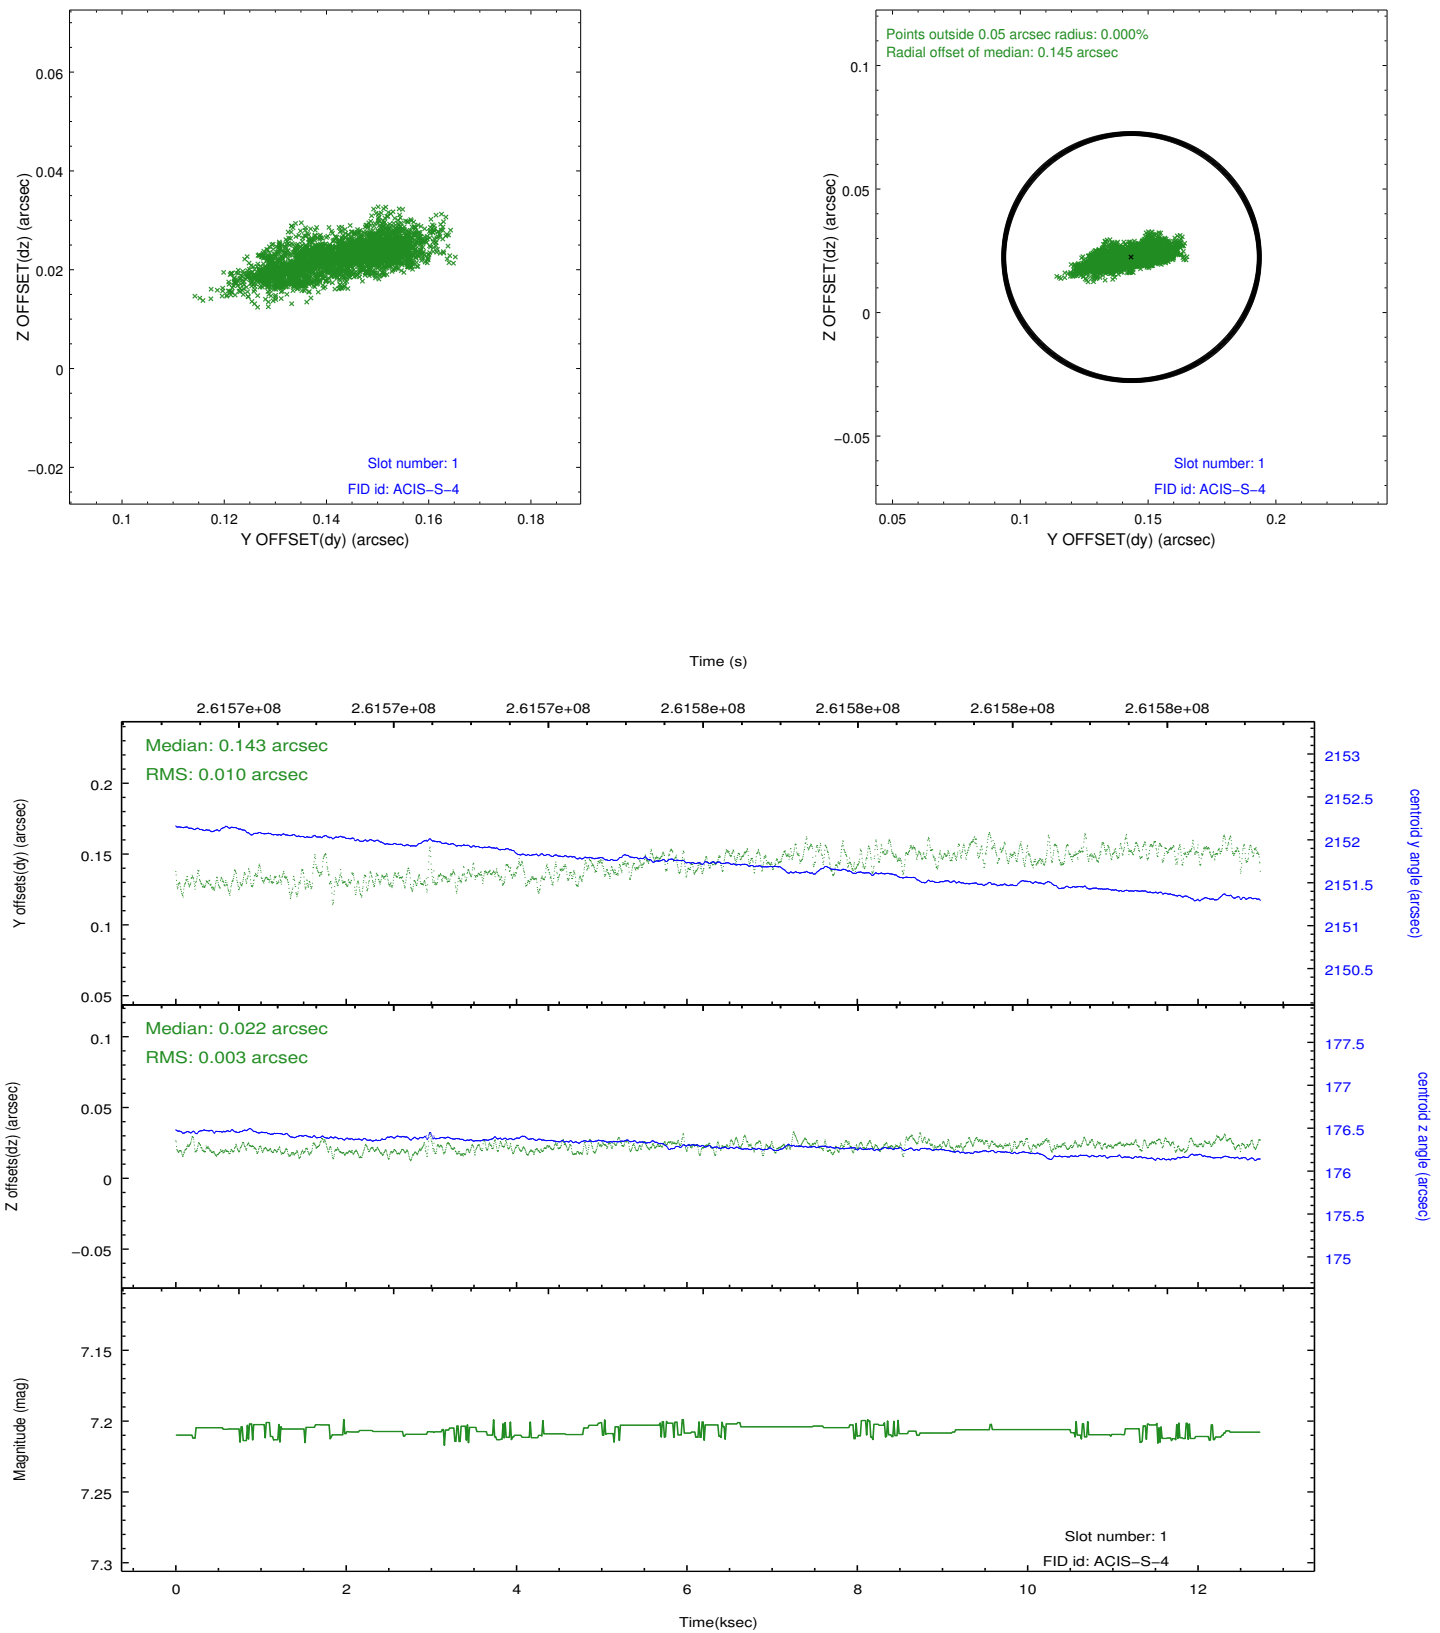 0.06
0.04
0.02
0
−0.02
Z OFFSET(dz) (arcsec)
Slot number: 1
FID id: ACIS−S−4
0.1 0.12 0.14 0.16 0.18
Y OFFSET(dy) (arcsec)
Points outside 0.05 arcsec radius: 0.000%
Radial offset of median: 0.145 arcsec
0.1
0.05
0
−0.05
Z OFFSET(dz) (arcsec)
Slot number: 1
FID id: ACIS−S−4
0.05 0.1 0.15 0.2
Y OFFSET(dy) (arcsec)
Time (s)
2.6157e+08 2.6157e+08 2.6157e+08 2.6158e+08 2.6158e+08 2.6158e+08 2.6158e+08
Median: 0.143 arcsec
RMS: 0.010 arcsec
0.2
0.15
0.1
0.05
Y offsets(dy) (arcsec)
2153
2152.5
2152
2151.5
2151
2150.5
centroid y angle (arcsec)
Median: 0.022 arcsec
RMS: 0.003 arcsec
0.1
0.05
0
−0.05
Z offsets(dz) (arcsec)
177.5
177
176.5
176
175.5
175
centroid z angle (arcsec)
7.15
7.2
7.25
7.3
Magnitude (mag)
Slot number: 1
FID id: ACIS−S−4
0 2 4 6 8 10 12
Time(ksec)